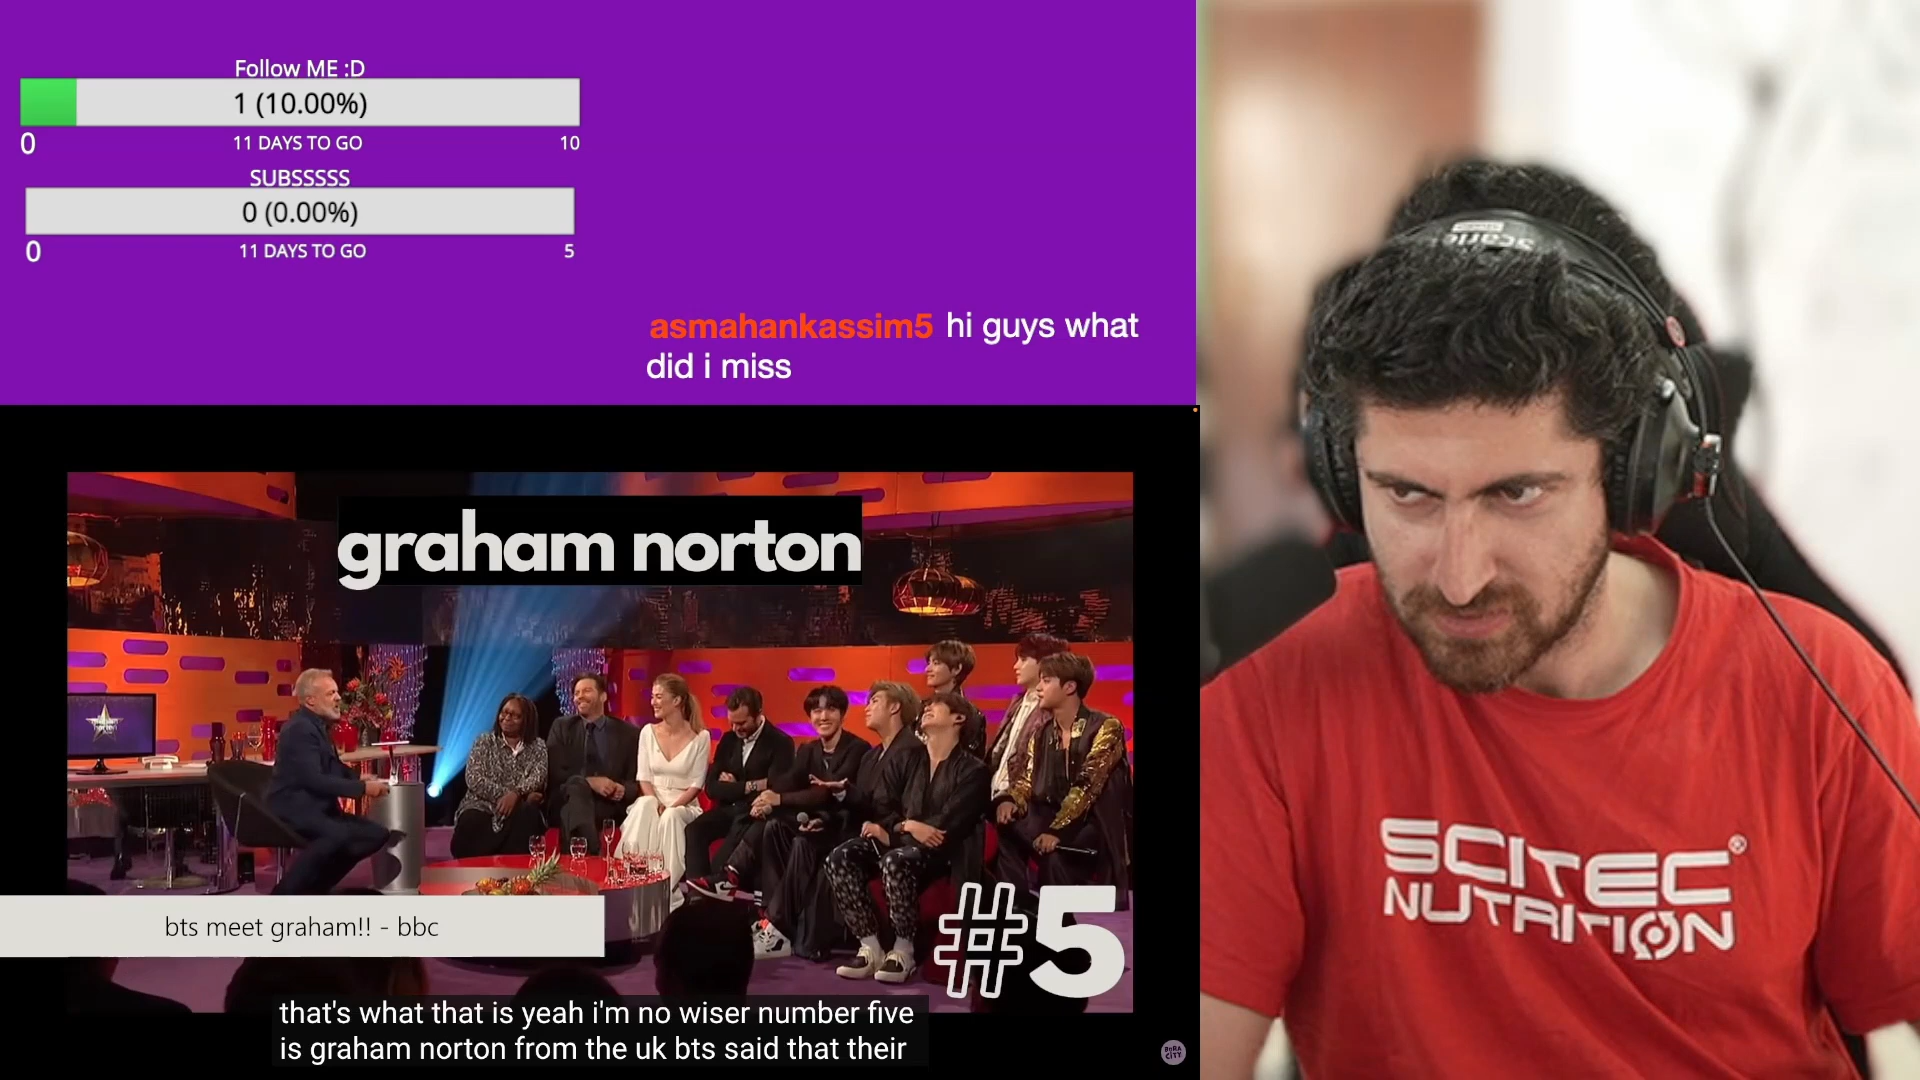 Follow ME :D
1 (10.00%)
0 11 DAYS TO GO 10
SUBSSSSS
0 (0.00%)
0 11 DAYS TO GO 5
asmahankassim5 hi guys what
did i miss
graham norton
#5
bts meet graham!! - bbc
that's what that is yeah i'm no wiser number five
is graham norton from the uk bts said that their
SCITEC®
NUTRITION